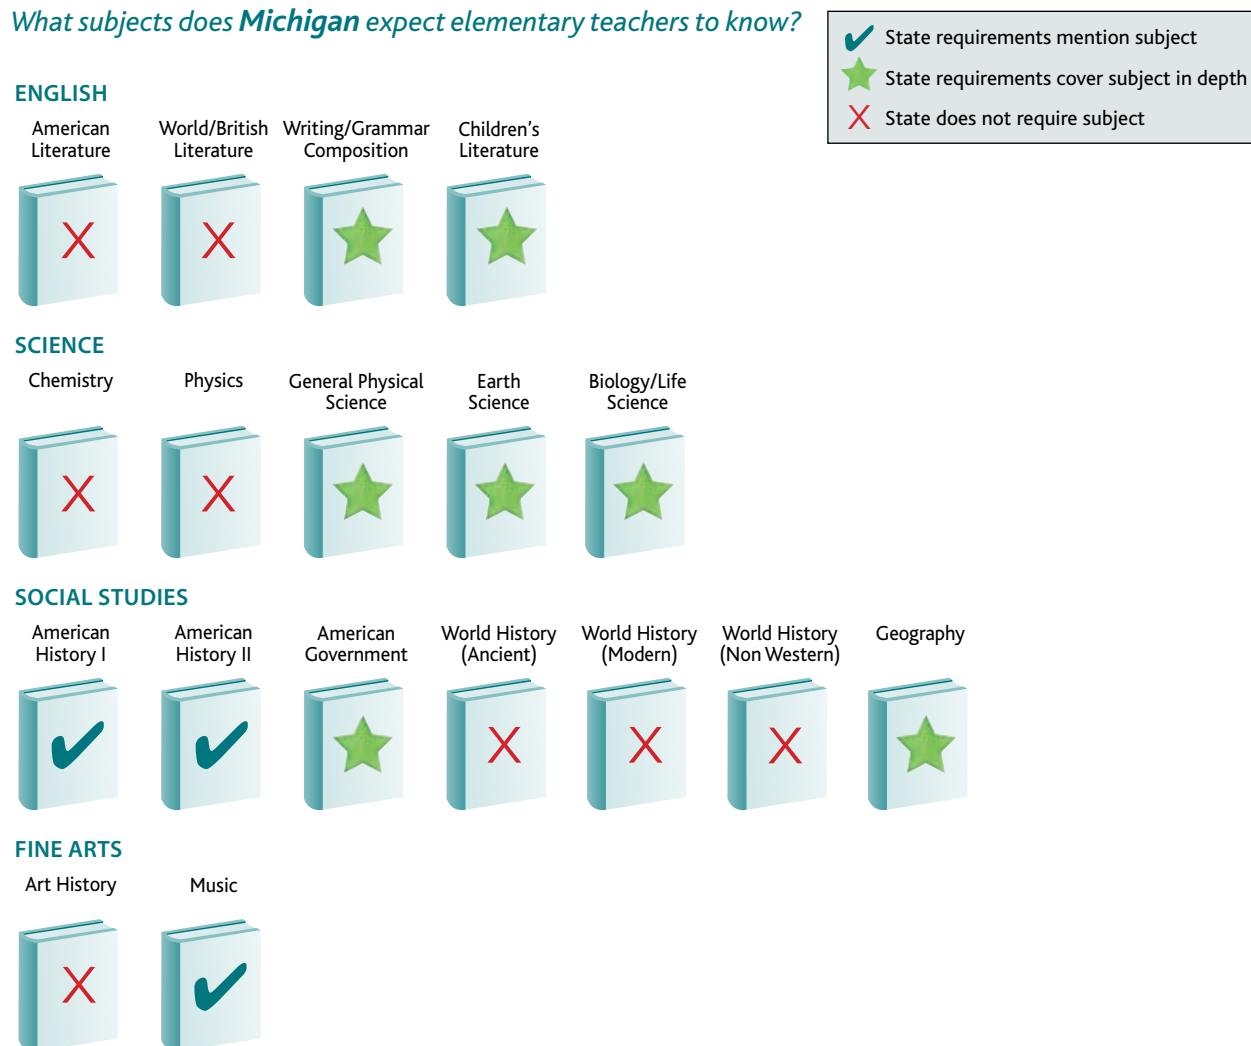 What subjects does Michigan expect elementary teachers to know?
State requirements mention subject
State requirements cover subject in depth
State does not require subject
ENGLISH
American
Literature
World/British
Literature
Writing/Grammar
Composition
Children's
Literature
X
X
SCIENCE
Chemistry
Physics
General Physical
Science
Earth
Science
Biology/Life
Science
X
X
SOCIAL STUDIES
American
History I
American
History II
American
Government
World History
(Ancient)
World History
(Modern)
World History
(Non Western)
Geography
X
X
X
FINE ARTS
Art History
Music
X